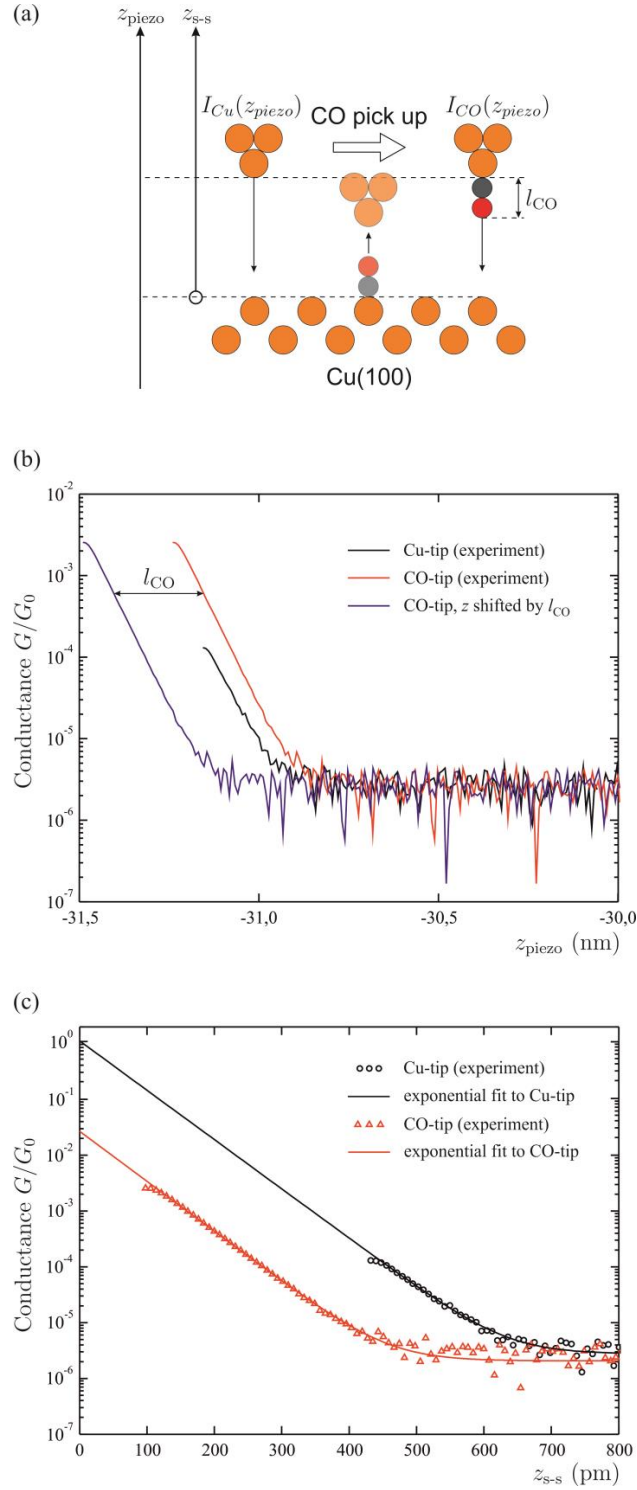 (a)
z_piezo
z_s-s
I_Cu(z_piezo)
CO pick up
I_CO(z_piezo)
l_CO
Cu(100)
(b)
10^-2
10^-3
10^-4
10^-5
10^-6
10^-7
Conductance G/G_0
l_CO
Cu-tip (experiment)
CO-tip (experiment)
CO-tip, z shifted by l_CO
-31,5
-31,0
-30,5
-30,0
z_piezo (nm)
(c)
10^0
10^-1
10^-2
10^-3
10^-4
10^-5
10^-6
10^-7
Conductance G/G_0
Cu-tip (experiment)
exponential fit to Cu-tip
CO-tip (experiment)
exponential fit to CO-tip
0
100
200
300
400
500
600
700
800
z_s-s (pm)